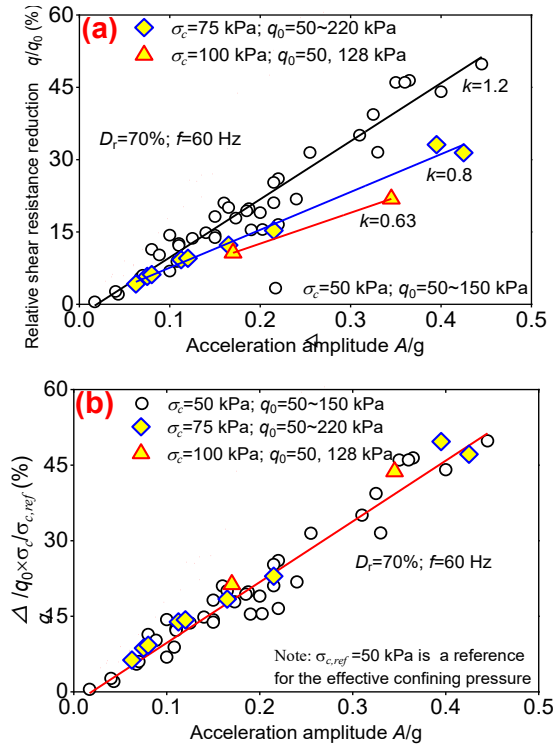 (a)
σc=75 kPa; q0=50~220 kPa
σc=100 kPa; q0=50, 128 kPa
Relative shear resistance reduction q/q0 (%)
60
45
30
15
0
Dr=70%; f=60 Hz
k=1.2
k=0.8
k=0.63
σc=50 kPa; q0=50~150 kPa
0.0 0.1 0.2 0.3 0.4 0.5
Δ
Acceleration amplitude A/g
(b)
σc=50 kPa; q0=50~150 kPa
σc=75 kPa; q0=50~220 kPa
σc=100 kPa; q0=50, 128 kPa
Δ /q0×σc/σc,ref (%)
60
45
30
15
0
Dr=70%; f=60 Hz
Note: σc,ref =50 kPa is a reference
for the effective confining pressure
0.0 0.1 0.2 0.3 0.4 0.5
Acceleration amplitude A/g